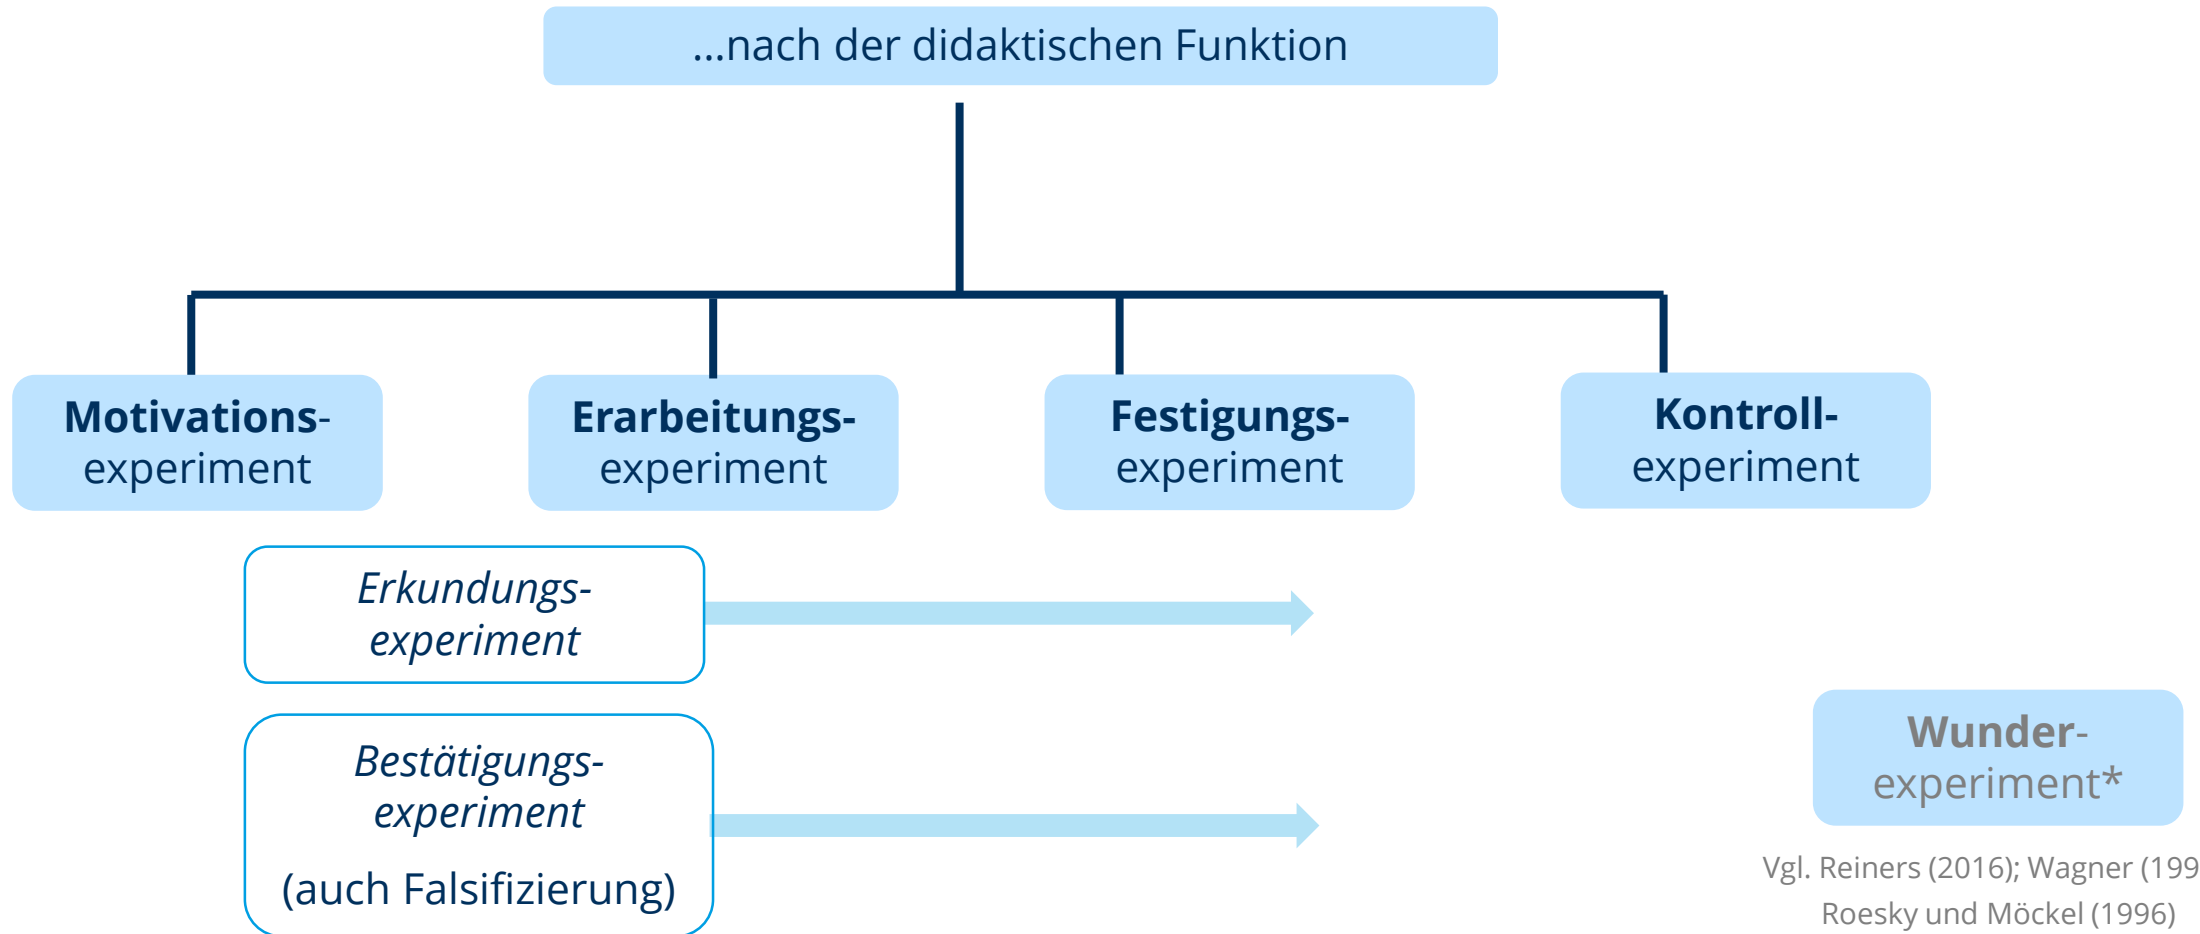 ...nach der didaktischen Funktion
Motivations-
experiment
Erarbeitungs-
experiment
Festigungs-
experiment
Kontroll-
experiment
Erkundungs-
experiment
Bestätigungs-
experiment
(auch Falsifizierung)
Wunder-
experiment*
Vgl. Reiners (2016); Wagner (199
Roesky und Möckel (1996)